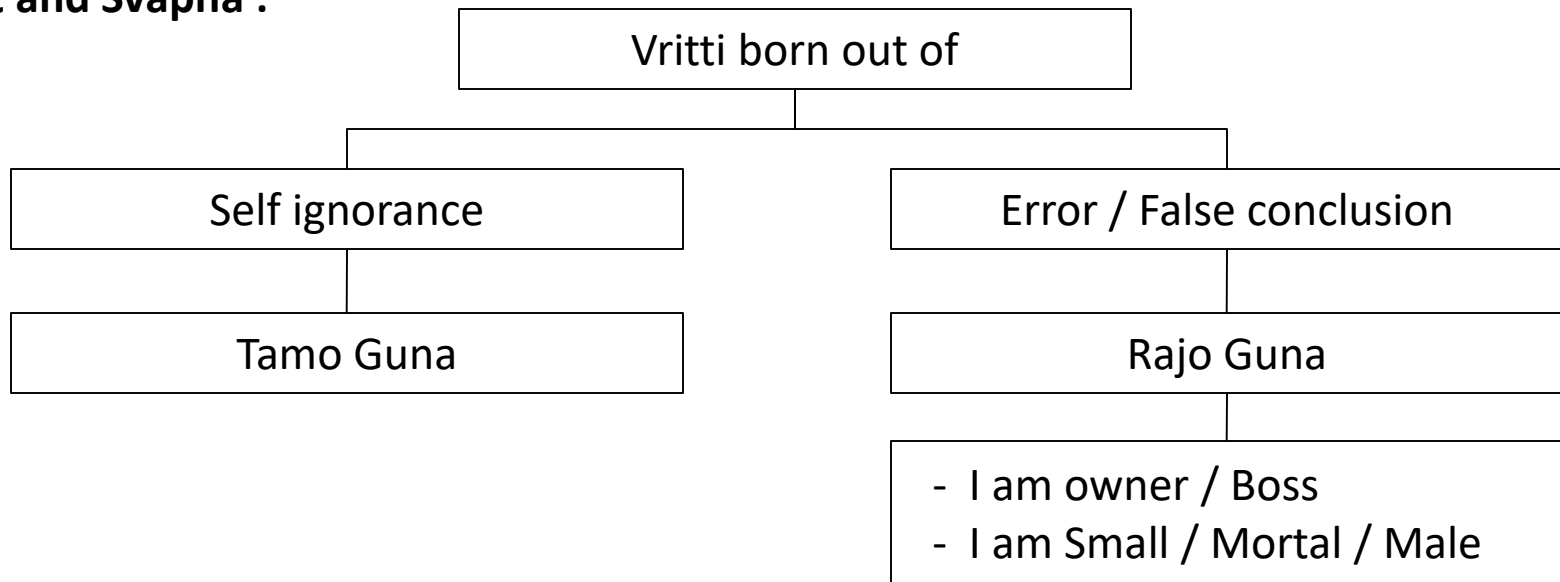 and Svapna :
Vritti born out of
Self ignorance
Error / False conclusion
Tamo Guna
Rajo Guna
- I am owner / Boss
- I am Small / Mortal / Male